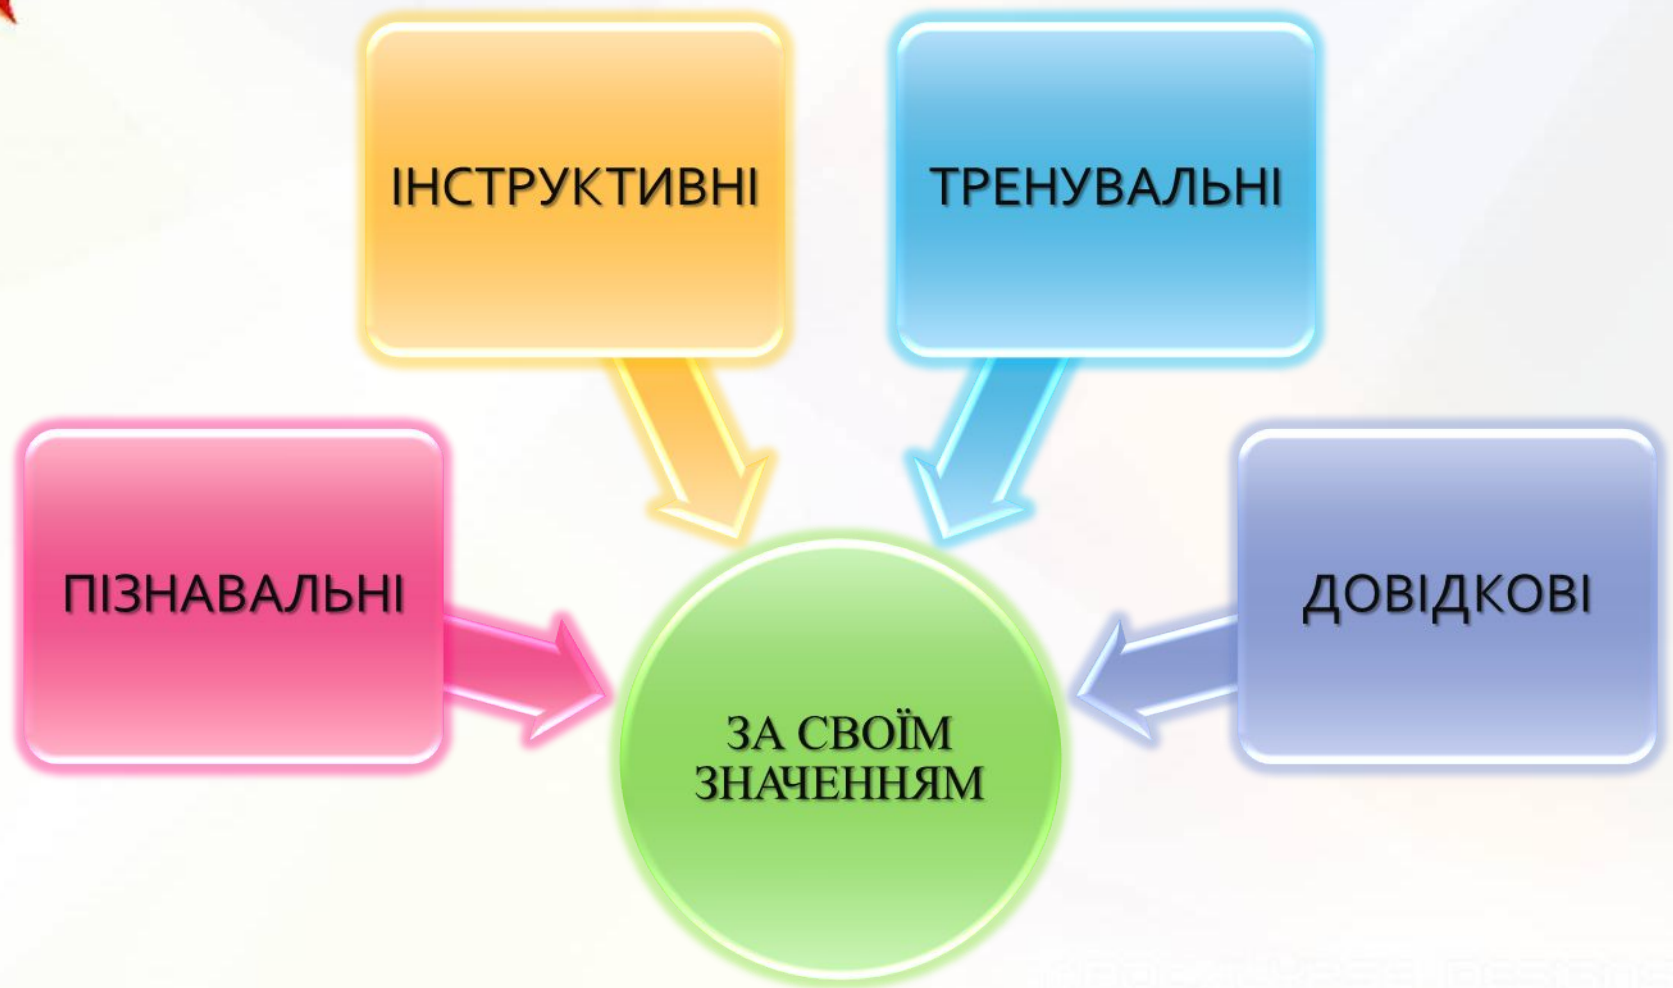 ІНСТРУКТИВНІ
ТРЕНУВАЛЬНІ
ПІЗНАВАЛЬНІ
ДОВІДКОВІ
ЗА СВОЇМ
ЗНАЧЕННЯМ